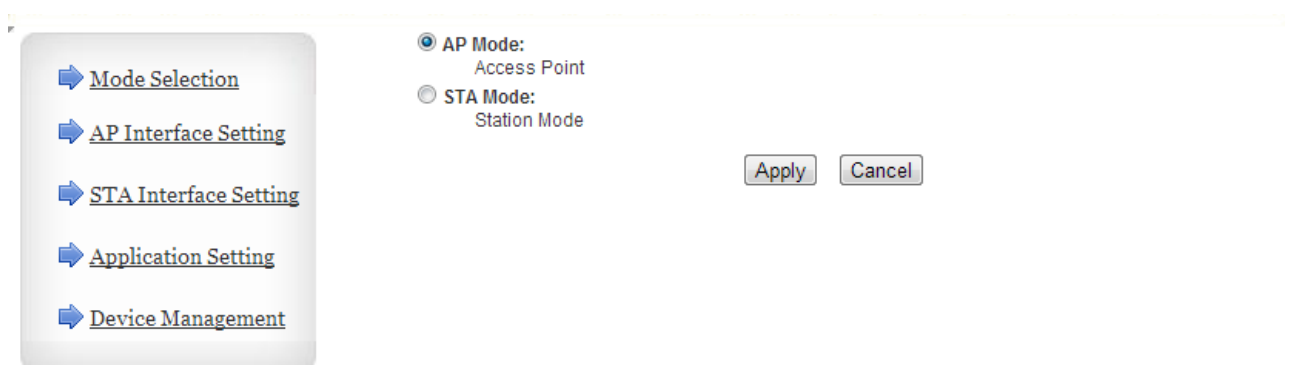 Mode Selection
AP Interface Setting
STA Interface Setting
Application Setting
Device Management
AP Mode:
Access Point
STA Mode:
Station Mode
Apply Cancel